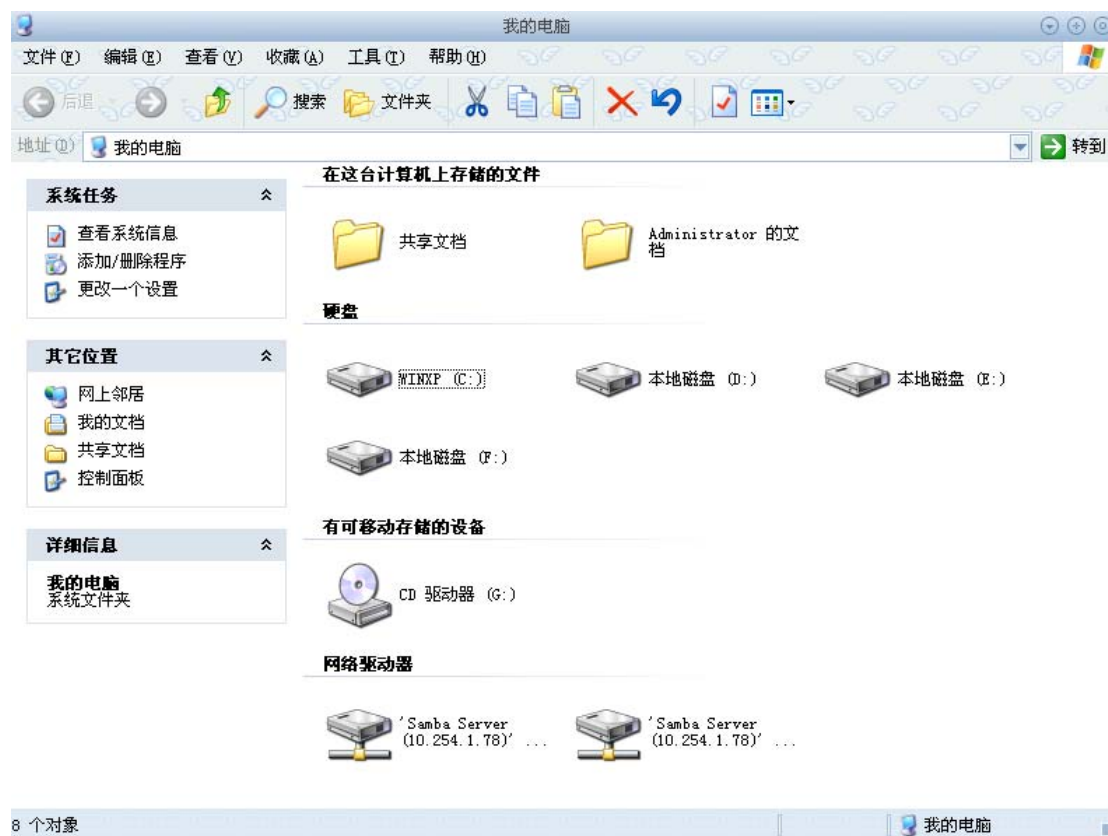 我的电脑
文件(F) 编辑(E) 查看(V) 收藏(A) 工具(T) 帮助(H)
后退 搜索 文件夹
地址(D) 我的电脑 转到
系统任务
查看系统信息
添加/删除程序
更改一个设置
其它位置
网上邻居
我的文档
共享文档
控制面板
详细信息
我的电脑
系统文件夹
在这台计算机上存储的文件
共享文档
Administrator 的文
档
硬盘
WINXP (C:) 本地磁盘 (D:) 本地磁盘 (E:)
本地磁盘 (F:)
有可移动存储的设备
CD 驱动器 (G:)
网络驱动器
'Samba Server
(10.254.1.78)' ...
'Samba Server
(10.254.1.78)' ...
8 个对象 我的电脑